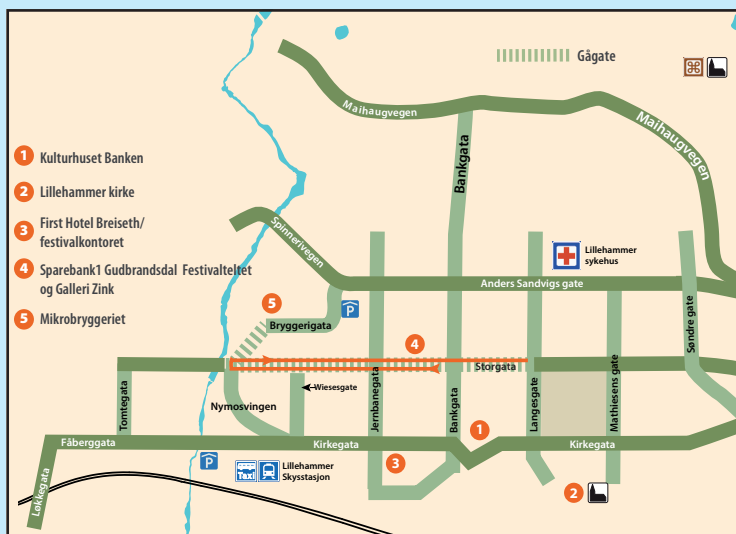 Gågate
Maihaugvegen
Maihaugvegen
Bankgata
1 Kulturhuset Banken
2 Lillehammer kirke
3 First Hotel Breiseth/
festivalkontoret
4 Sparebank1 Gudbrandsdal Festivalteltet
og Galleri Zink
5 Mikrobryggeriet
Spinnerivegen
Lillehammer
sykehus
Anders Sandvigs gate
Sandre gate
5
P
Bryggerigata
4
Storgata
Tomtegata
Nymosvingen
Wiesesgate
Jernbanegata
Bankgata
Langesgate
Mathiesens gate
1
Fåberggata
Kirkegata
Kirkegata
Løkkegata
P
Taxi
Lillehammer
Skysstasjon
3
2